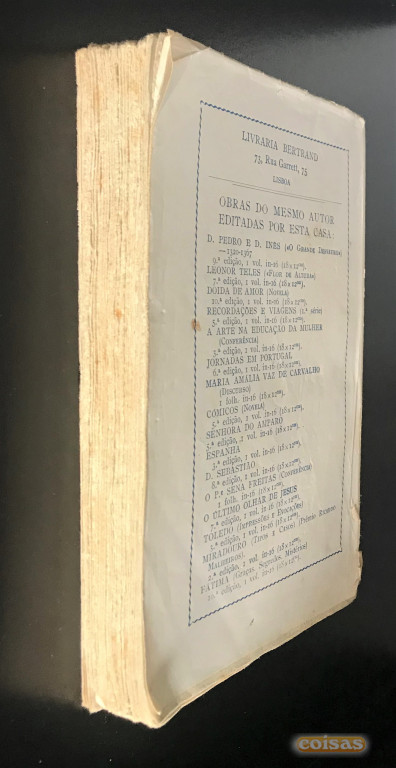 LIVRARIA BERTRAND
73, Rua Garrett, 75
LISBOA
OBRAS DO MESMO AUTOR
EDITADAS POR ESTA CASA:
D. PEDRO E D. INÊS («O GRANDE DESVAYRO»)
—1320-1367
9.ª edição, 1 vol. in-16 (18×12ᶜᵐ).
LEONOR TELES («FLOR DE ALTURA»)
7.ª edição, 1 vol. in-16 (18×12ᶜᵐ).
DOIDA DE AMOR (NOVELA)
10.ª edição, 1 vol. in-16 (18×12ᶜᵐ).
RECORDAÇÕES E VIAGENS (1.ª série)
5.ª edição, 1 vol. in-16 (18×12ᶜᵐ).
A ARTE NA EDUCAÇÃO DA MULHER
(CONFERÊNCIA)
3.ª edição, 1 vol. in-16 (18×12ᶜᵐ).
JORNADAS EM PORTUGAL
6.ª edição, 1 vol. in-16 (18×12ᶜᵐ).
MARIA AMÁLIA VAZ DE CARVALHO
(DISCURSO)
1 folh. in-16 (18×12ᶜᵐ).
CÓMICOS (NOVELA)
5.ª edição, 1 vol. in-16 (18×12ᶜᵐ).
SENHORA DO AMPARO
5.ª edição, 1 vol. in-16 (18×12ᶜᵐ).
ESPANHA
3.ª edição, 1 vol. in-16 (18×12ᶜᵐ).
D. SEBASTIÃO
8.ª edição, 1 vol. in-16 (18×12ᶜᵐ).
O P.ᵉ SENA FREITAS (CONFERÊNCIA)
1 folh. in-16 (18×12ᶜᵐ).
O ÚLTIMO OLHAR DE JESUS
7.ª edição, 1 vol. in-16 (18×12ᶜᵐ).
TOLEDO (IMPRESSÕES E EVOCAÇÕES)
edição, 1 vol. in-16 (18×12ᶜᵐ).
MIRADOURO (TIPOS E CASOS) (Prémio RICARDO
MALHEIROS).
2.ª edição, 1 vol. in-16 (18×12ᶜᵐ).
FÁTIMA (Graças, Segredos, Mistérios)
edição, 1 vol. in-16 (18×12ᶜᵐ).
coisas